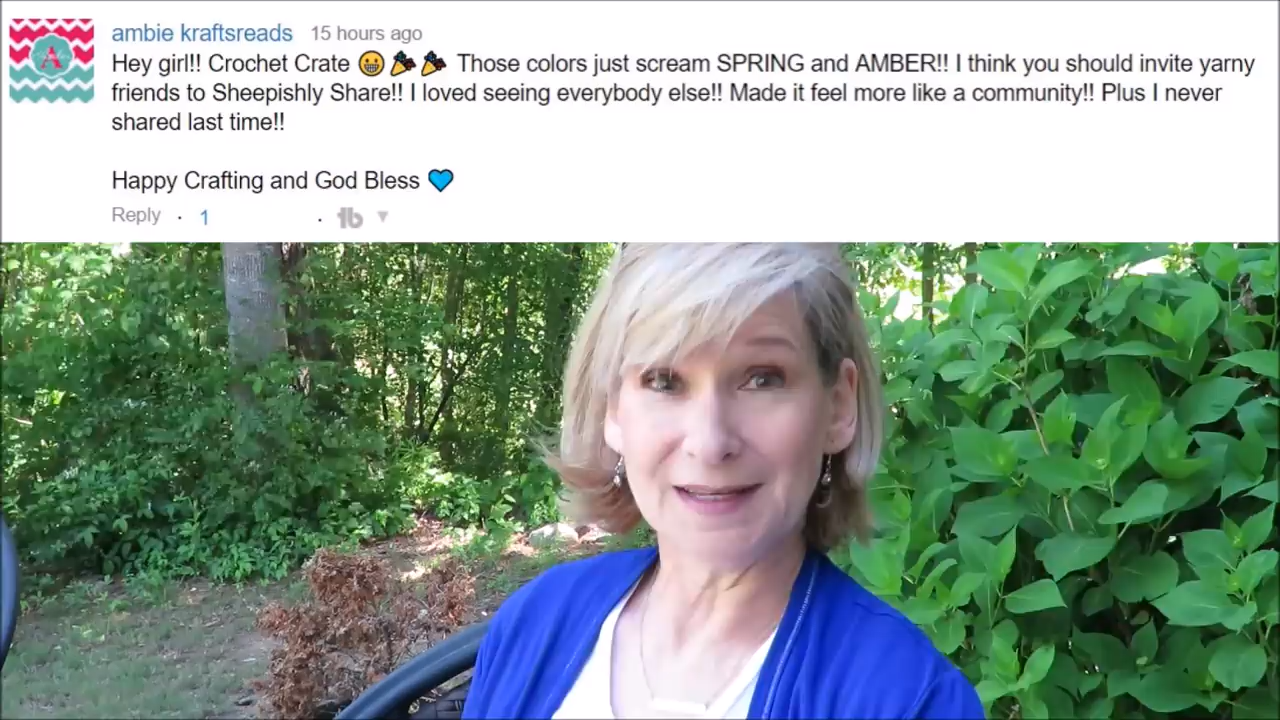 ambie kraftsreads 15 hours ago
Hey girl!! Crochet Crate 😀🎉🎉 Those colors just scream SPRING and AMBER!! I think you should invite yarny
friends to Sheepishly Share!! I loved seeing everybody else!! Made it feel more like a community!! Plus I never
shared last time!!
Happy Crafting and God Bless 💙
Reply · 1 · tb ▼
A